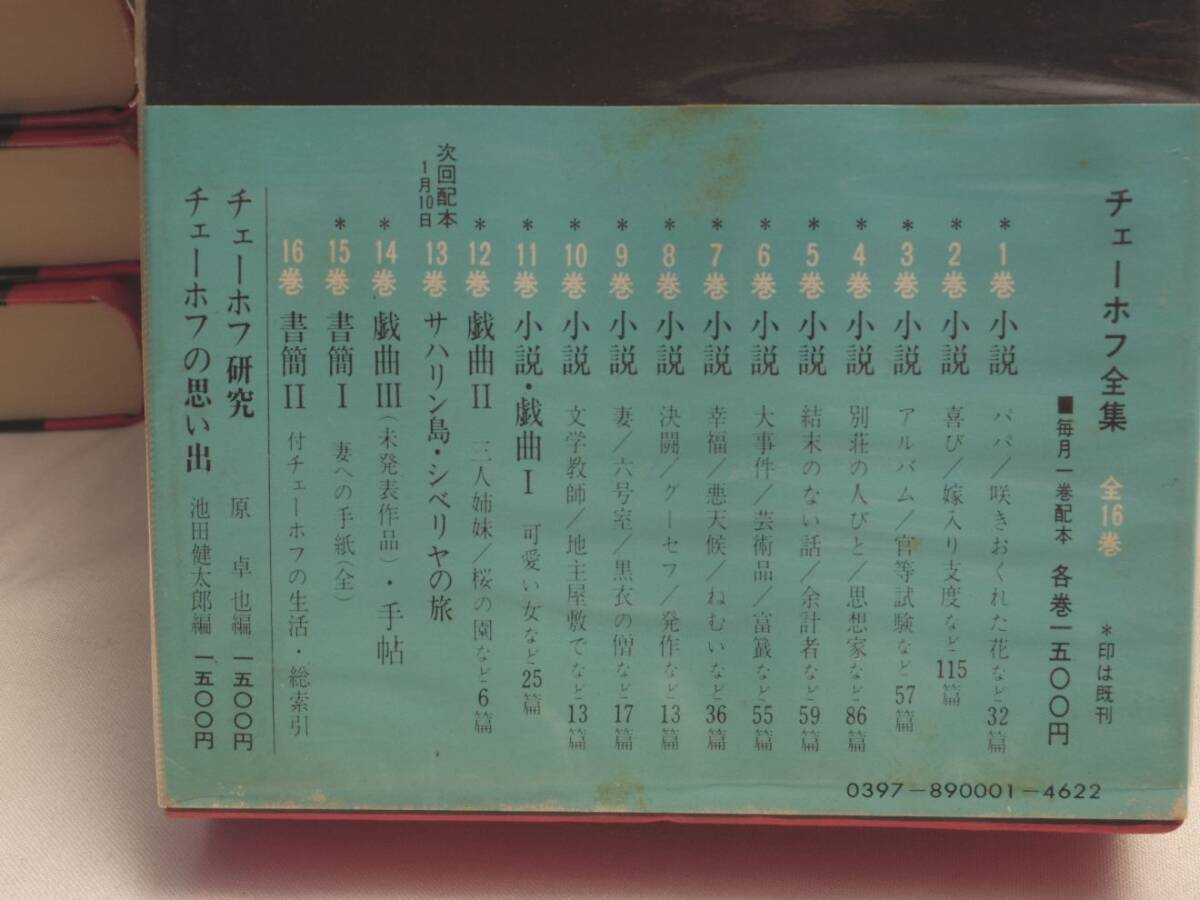 チェーホフ全集 全16巻 *印は既刊
■毎月一巻配本 各巻一五〇〇円
*1巻 小説 パパ/咲きおくれた花など32篇
*2巻 小説 喜び/嫁入り支度など115篇
*3巻 小説 アルバム/官等試験など57篇
*4巻 小説 別荘の人びと/思想家など86篇
*5巻 小説 結末のない話/余計者など59篇
*6巻 小説 大事件/芸術品/富籤など55篇
*7巻 小説 幸福/悪天候/ねむいなど36篇
*8巻 小説 決闘/グーセフ/発作など13篇
*9巻 小説 妻/六号室/黒衣の僧など17篇
*10巻 小説 文学教師/地主屋敷でなど13篇
*11巻 小説・戯曲I 可愛い女など25篇
*12巻 戯曲II 三人姉妹/桜の園など6篇
次回配本
1月10日
13巻 サハリン島・シベリヤの旅
*14巻 戯曲III(未発表作品)・手帖
*15巻 書簡I 妻への手紙(全)
16巻 書簡II 付チェーホフの生活・総索引
チェーホフ研究 原 卓也編 一五〇〇円
チェーホフの思い出 池田健太郎編 一五〇〇円
0397-890001-4622